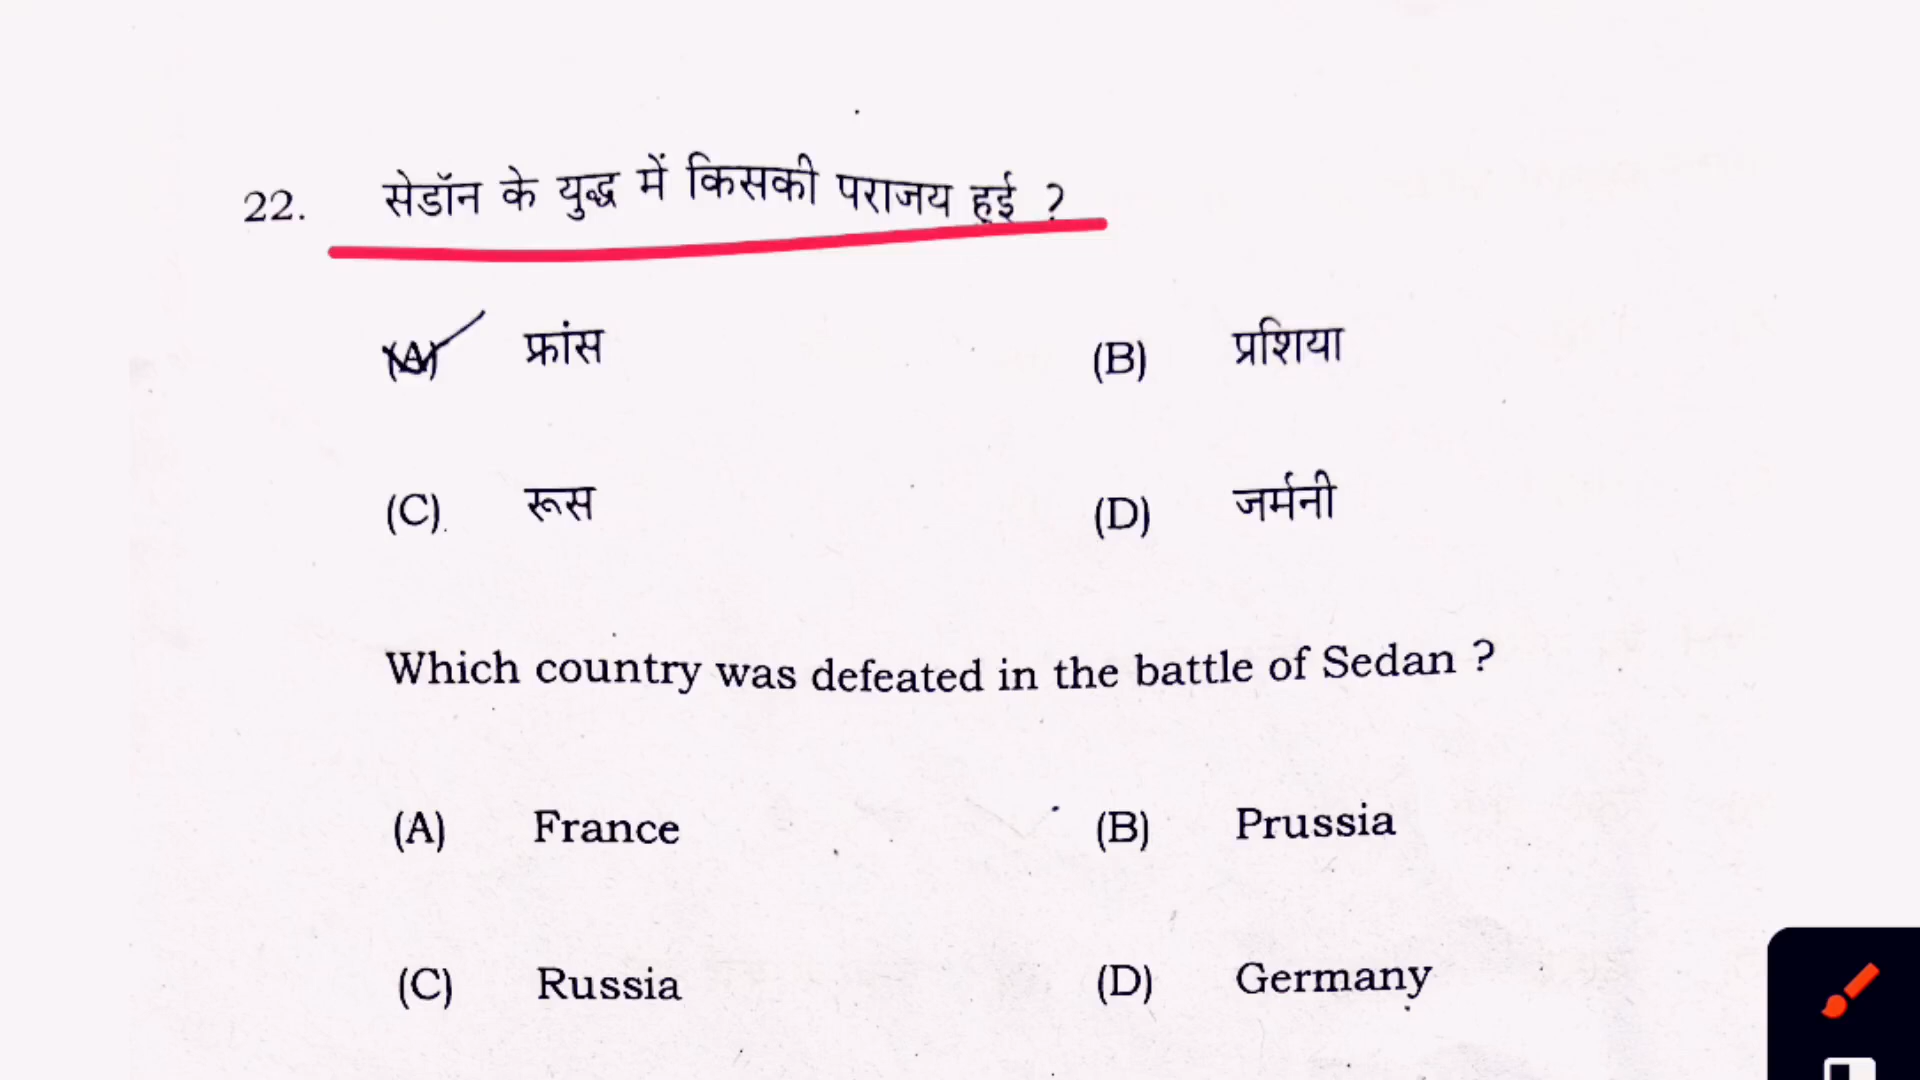 22. सेडॉन के युद्ध में किसकी पराजय हुई ?
(A) फ्रांस (B) प्रशिया
(C) रूस (D) जर्मनी
Which country was defeated in the battle of Sedan ?
(A) France (B) Prussia
(C) Russia (D) Germany